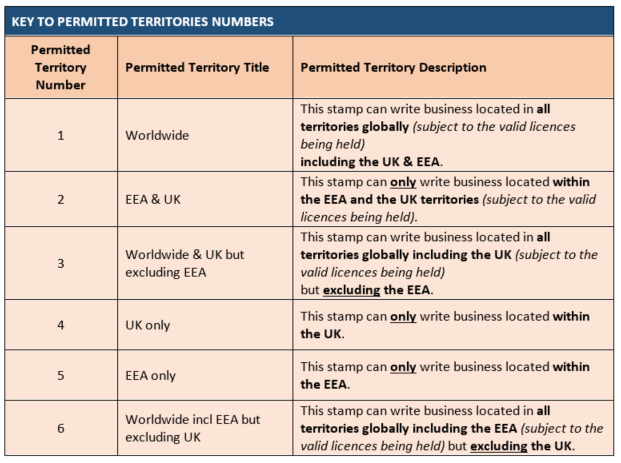 KEY TO PERMITTED TERRITORIES NUMBERS
Permitted
Territory
Number
Permitted Territory Title
Permitted Territory Description
1
Worldwide
This stamp can write business located in all
territories globally (subject to the valid licences
being held)
including the UK & EEA.
2
EEA & UK
This stamp can only write business located within
the EEA and the UK territories (subject to the valid
licences being held).
3
Worldwide & UK but
excluding EEA
This stamp can write business located in all
territories globally including the UK (subject to the
valid licences being held)
but excluding the EEA.
4
UK only
This stamp can only write business located within
the UK.
5
EEA only
This stamp can only write business located within
the EEA.
6
Worldwide incl EEA but
excluding UK
This stamp can write business located in all
territories globally including the EEA (subject to the
valid licences being held) but excluding the UK.